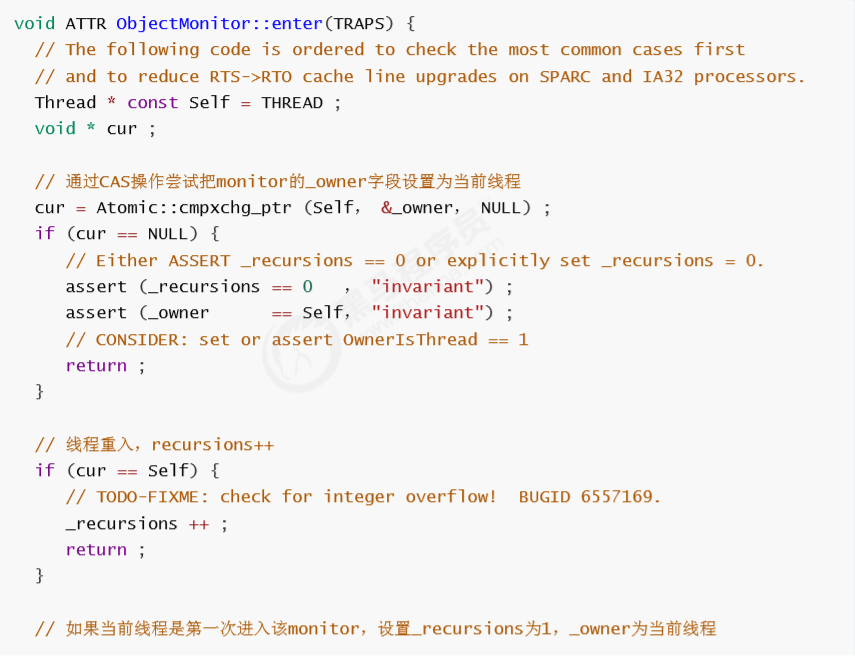 void ATTR ObjectMonitor::enter(TRAPS) {
// The following code is ordered to check the most common cases first
// and to reduce RTS->RTO cache line upgrades on SPARC and IA32 processors.
Thread * const Self = THREAD ;
void * cur ;
// 通过CAS操作尝试把monitor的_owner字段设置为当前线程
cur = Atomic::cmpxchg_ptr (Self, &_owner, NULL) ;
if (cur == NULL) {
// Either ASSERT _recursions == 0 or explicitly set _recursions = 0.
assert (_recursions == 0 , "invariant") ;
assert (_owner == Self, "invariant") ;
// CONSIDER: set or assert OwnerIsThread == 1
return ;
}
// 线程重入，recursions++
if (cur == Self) {
// TODO-FIXME: check for integer overflow! BUGID 6557169.
_recursions ++ ;
return ;
}
// 如果当前线程是第一次进入该monitor，设置_recursions为1，_owner为当前线程
黑马程序员